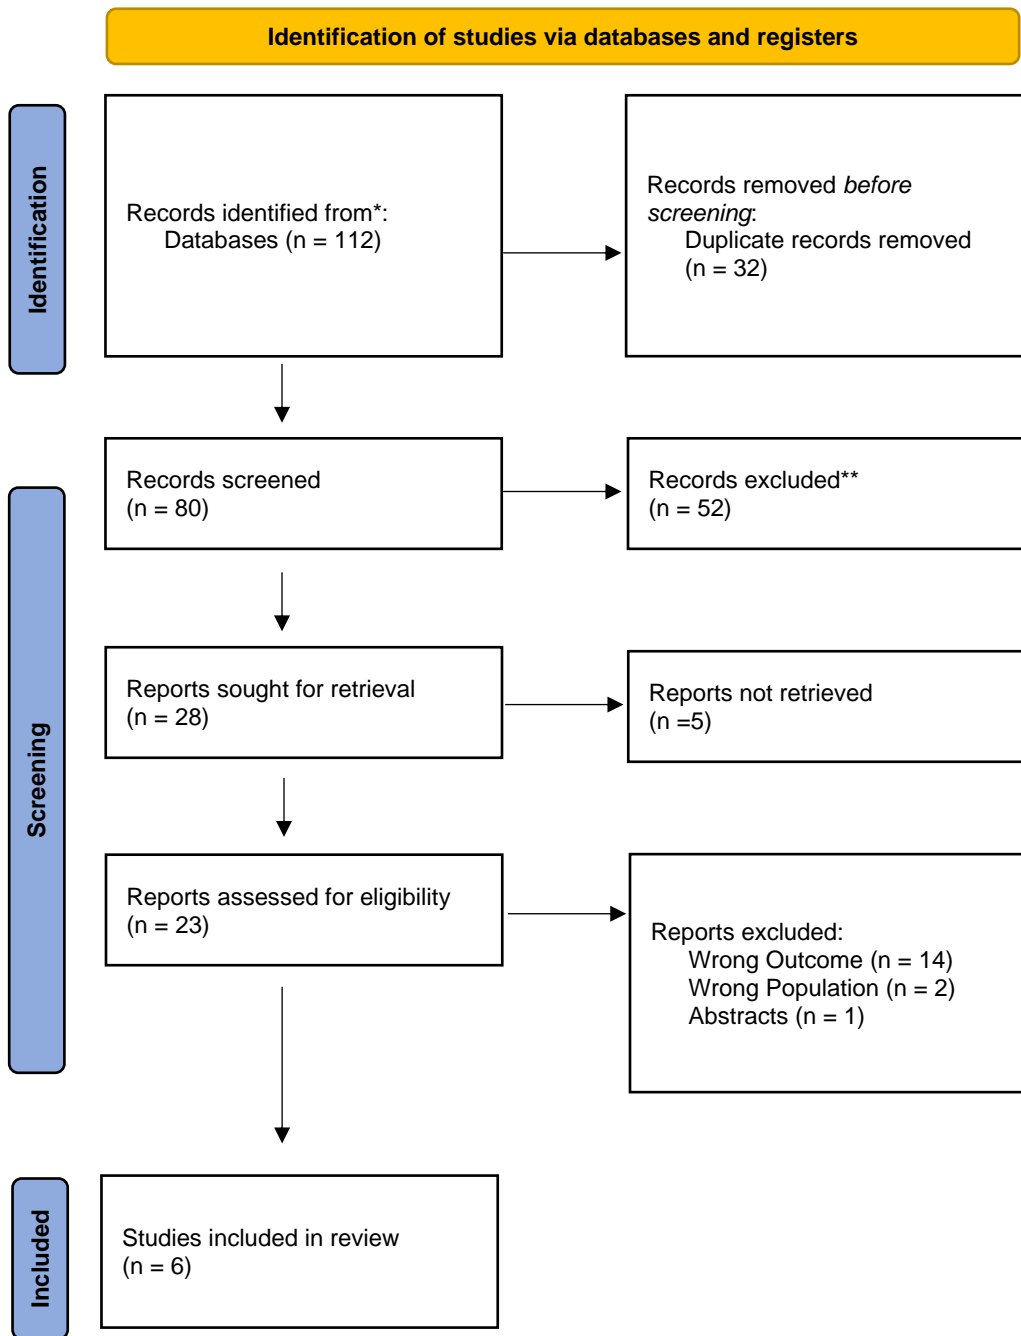 Identification of studies via databases and registers
Identification
Records identified from*:
Databases (n = 112)
Records removed before
screening:
Duplicate records removed
(n = 32)
Screening
Records screened
(n = 80)
Records excluded**
(n = 52)
Reports sought for retrieval
(n = 28)
Reports not retrieved
(n =5)
Reports assessed for eligibility
(n = 23)
Reports excluded:
Wrong Outcome (n = 14)
Wrong Population (n = 2)
Abstracts (n = 1)
Included
Studies included in review
(n = 6)